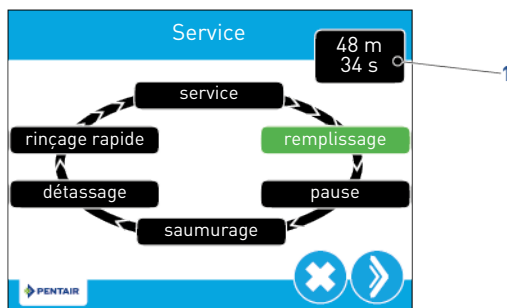 Service
48 m
34 s
1
service
rinçage rapide
remplissage
détassage
pause
saumurage
PENTAIR